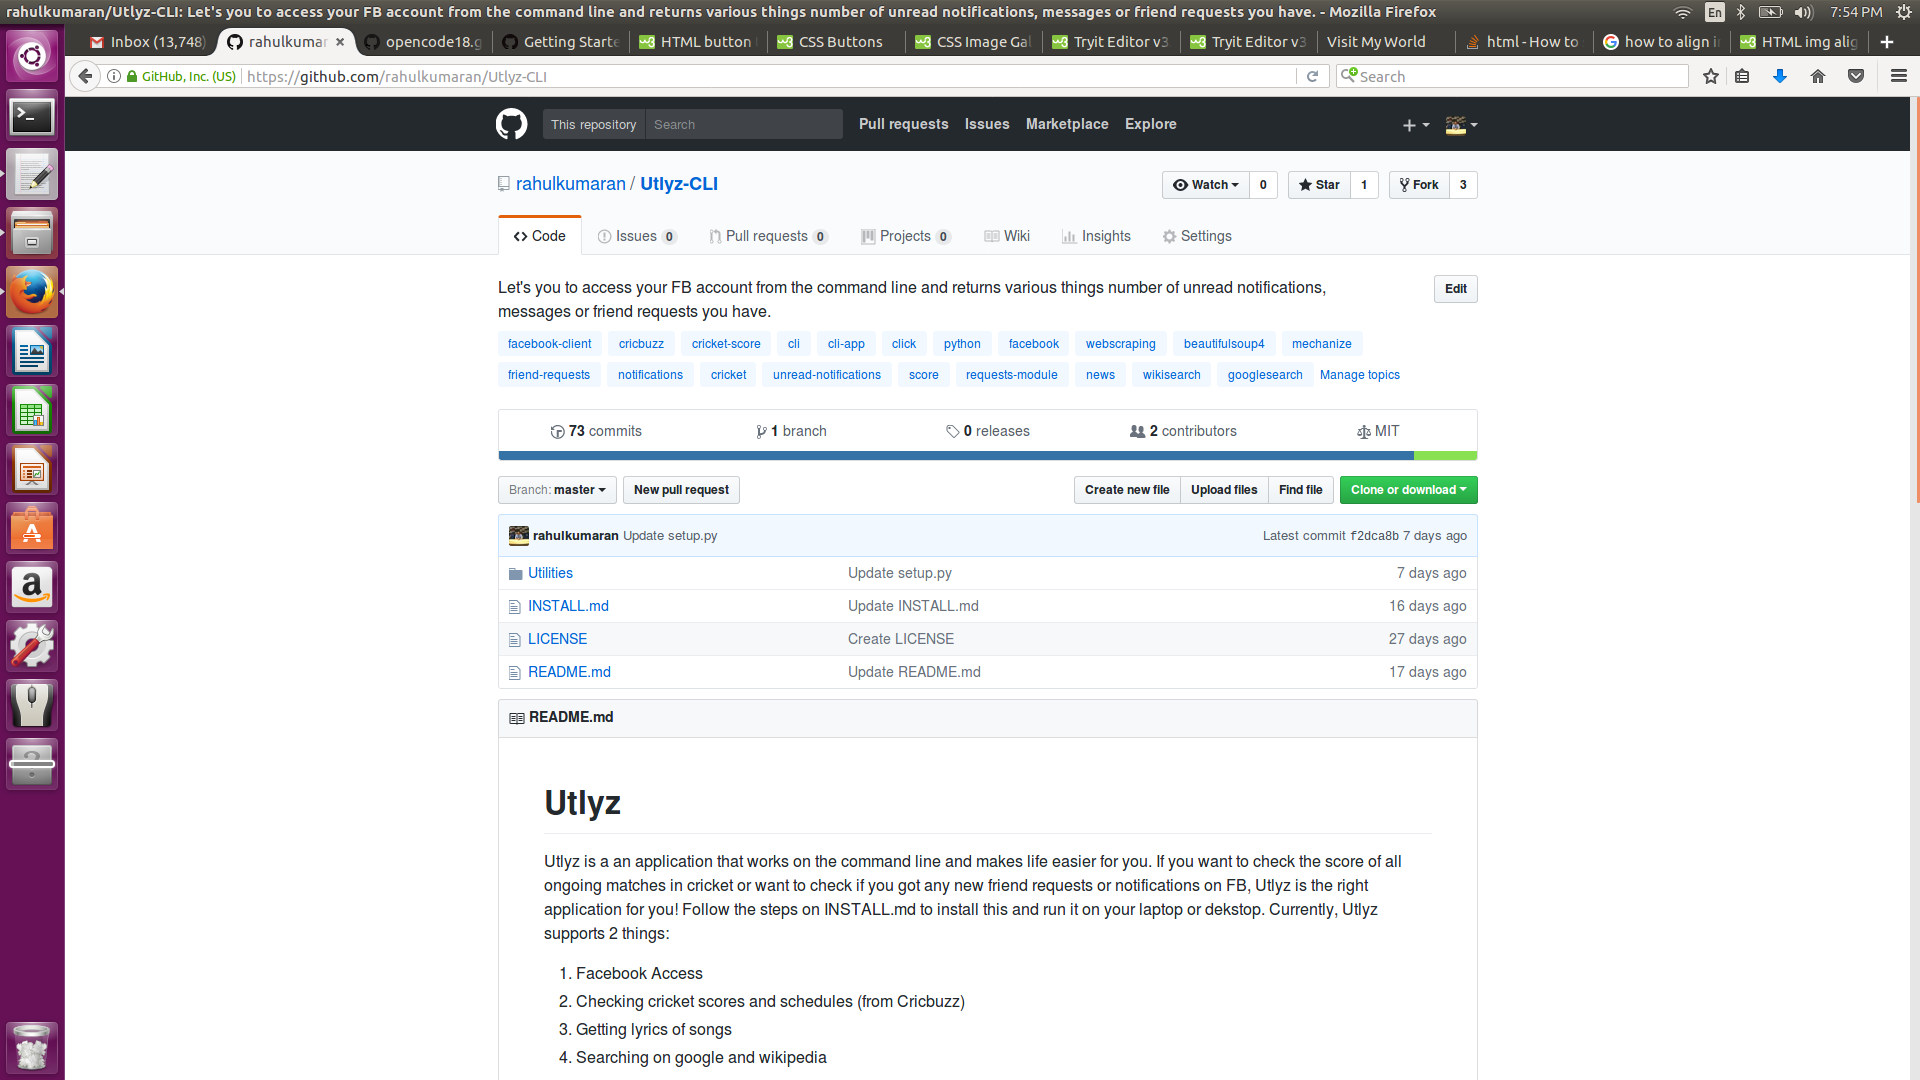 rahulkumaran/Utlyz-CLI: Let's you to access your FB account from the command line and returns various things number of unread notifications, messages or friend requests you have. - Mozilla Firefox
En 7:54 PM
Inbox (13,748) rahulkumar opencode18.g Getting Starte HTML button CSS Buttons CSS Image Gal Tryit Editor v3 Tryit Editor v3 Visit My World html - How to how to align i HTML img alig
GitHub, Inc. (US) https://github.com/rahulkumaran/Utlyz-CLI Search
This repository Search Pull requests Issues Marketplace Explore
rahulkumaran / Utlyz-CLI Watch 0 Star 1 Fork 3
Code Issues 0 Pull requests 0 Projects 0 Wiki Insights Settings
Let's you to access your FB account from the command line and returns various things number of unread notifications, Edit
messages or friend requests you have.
facebook-client cricbuzz cricket-score cli cli-app click python facebook webscraping beautifulsoup4 mechanize
friend-requests notifications cricket unread-notifications score requests-module news wikisearch googlesearch Manage topics
73 commits 1 branch 0 releases 2 contributors MIT
Branch: master New pull request Create new file Upload files Find file Clone or download
rahulkumaran Update setup.py Latest commit f2dca8b 7 days ago
Utilities Update setup.py 7 days ago
INSTALL.md Update INSTALL.md 16 days ago
LICENSE Create LICENSE 27 days ago
README.md Update README.md 17 days ago
README.md
Utlyz
Utlyz is a an application that works on the command line and makes life easier for you. If you want to check the score of all
ongoing matches in cricket or want to check if you got any new friend requests or notifications on FB, Utlyz is the right
application for you! Follow the steps on INSTALL.md to install this and run it on your laptop or dekstop. Currently, Utlyz
supports 2 things:
1. Facebook Access
2. Checking cricket scores and schedules (from Cricbuzz)
3. Getting lyrics of songs
4. Searching on google and wikipedia